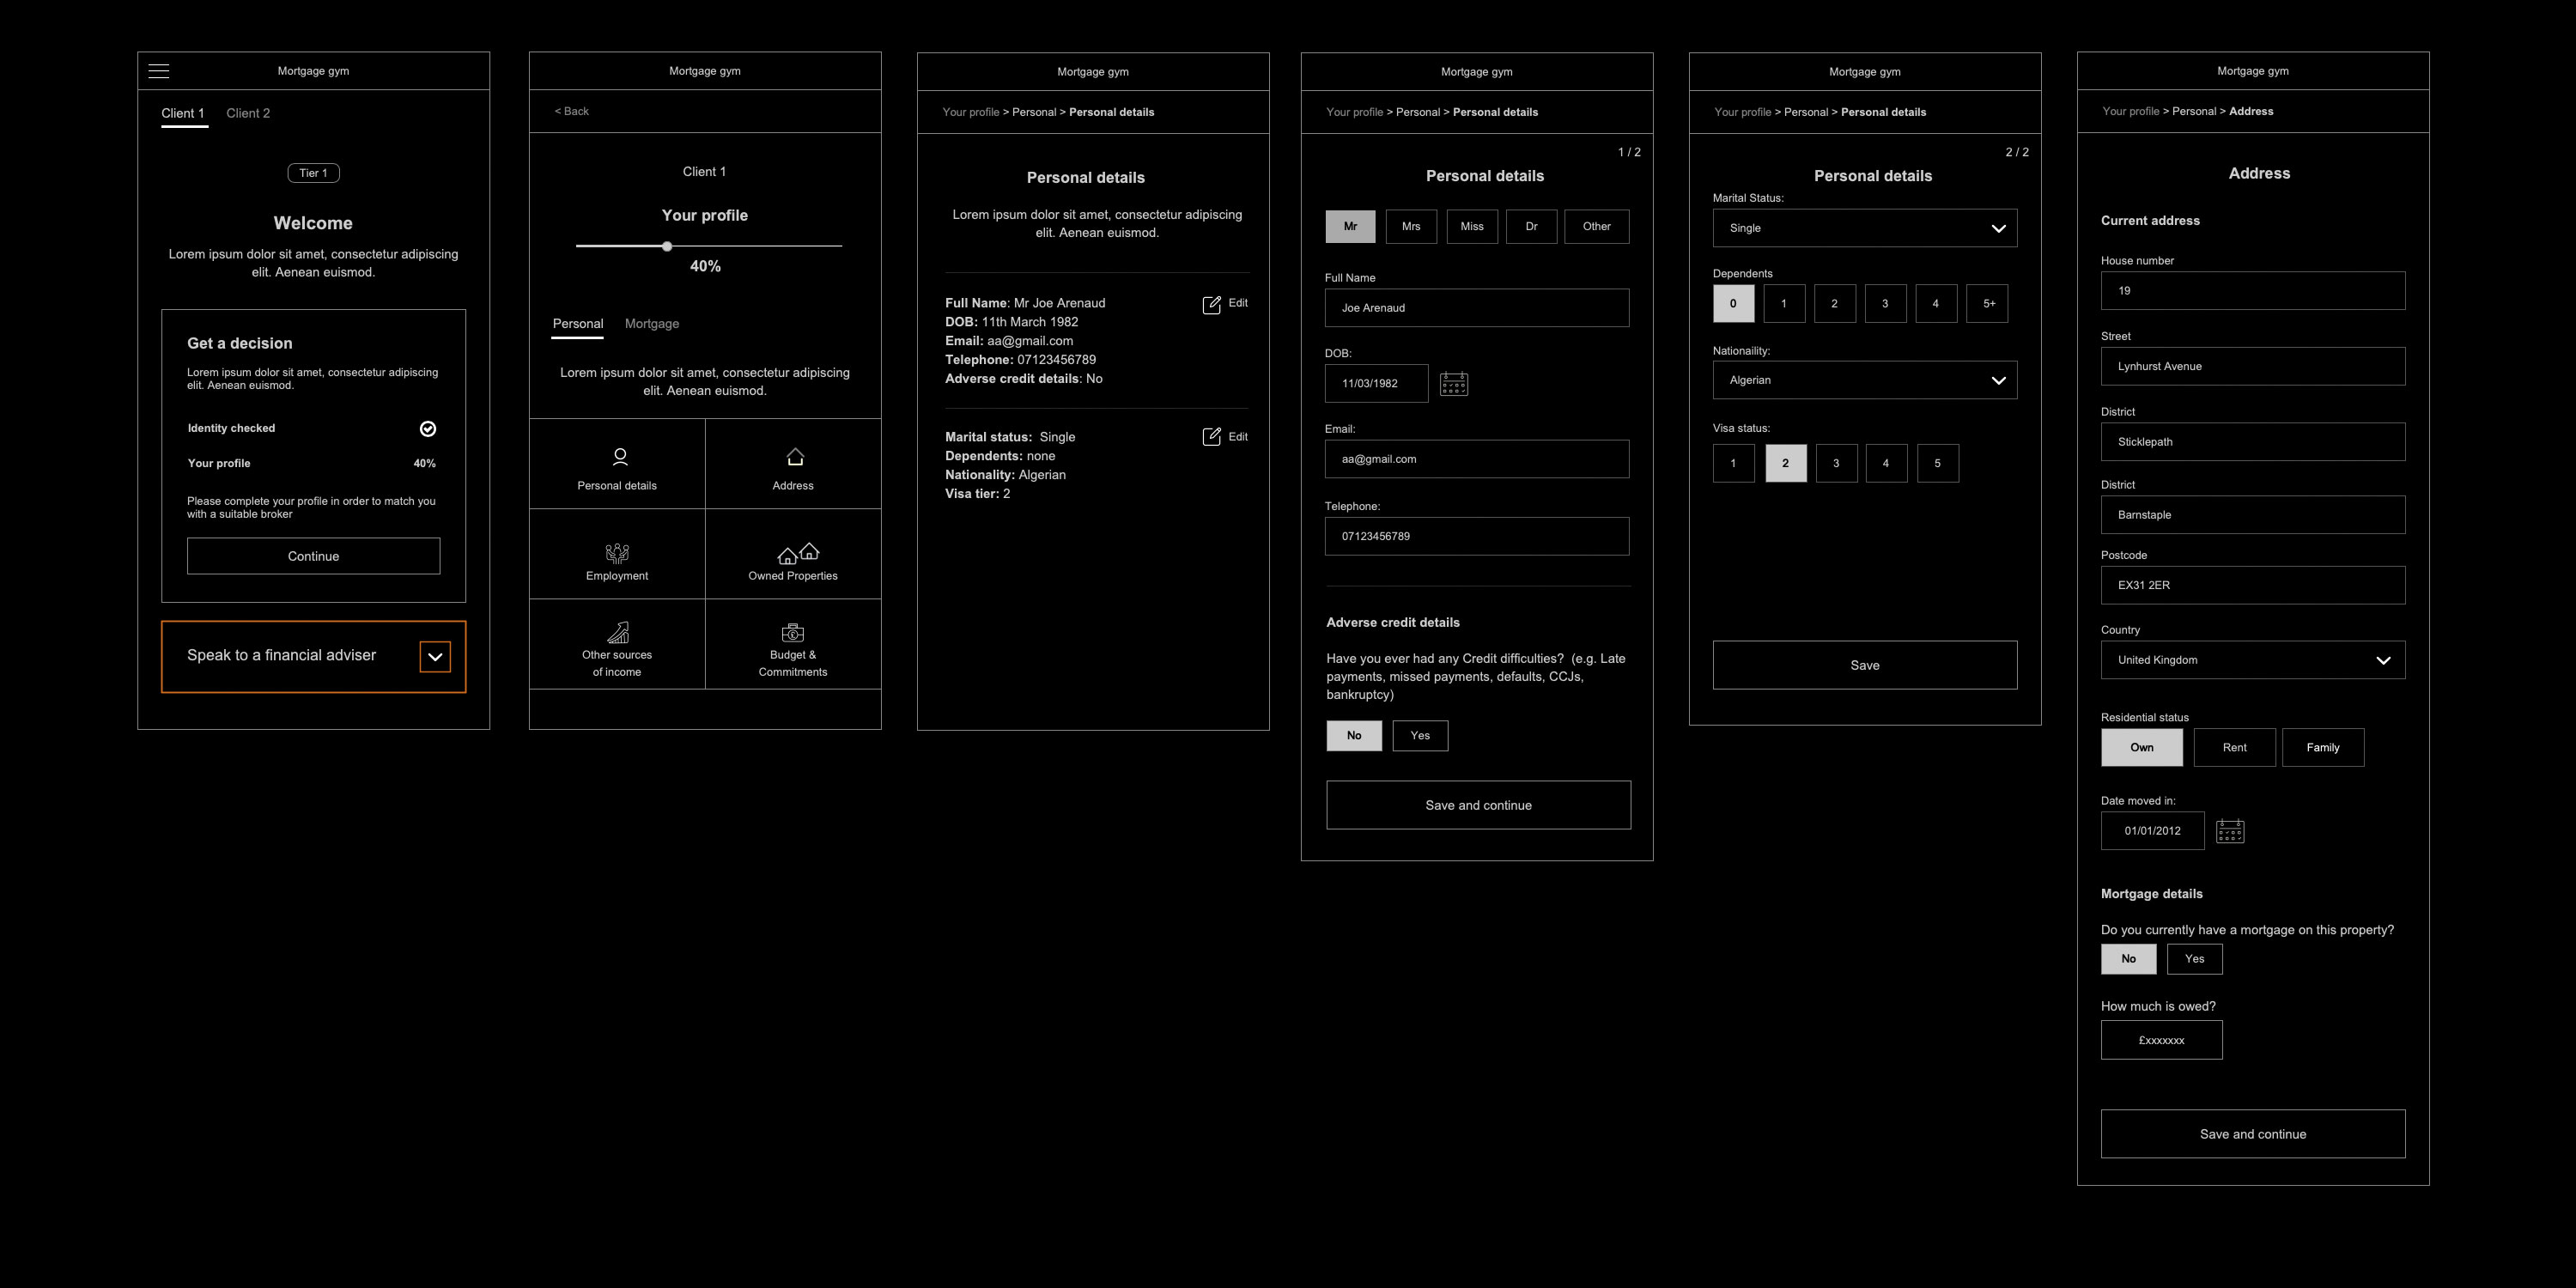 Mortgage gym
Client 1
Client 2
Tier 1
Welcome
Lorem ipsum dolor sit amet, consectetur adipiscing
elit. Aenean euismod.
Get a decision
Lorem ipsum dolor sit amet, consectetur adipiscing
elit. Aenean euismod.
Identity checked
Your profile 40%
Please complete your profile in order to match you
with a suitable broker
Continue
Speak to a financial adviser
Mortgage gym
< Back
Client 1
Your profile
40%
Personal
Mortgage
Lorem ipsum dolor sit amet, consectetur adipiscing
elit. Aenean euismod.
Personal details
Address
Employment
Owned Properties
Other sources
of income
Budget &
Commitments
Mortgage gym
Your profile > Personal > Personal details
Personal details
Lorem ipsum dolor sit amet, consectetur adipiscing
elit. Aenean euismod.
Full Name: Mr Joe Arenaud
Edit
DOB: 11th March 1982
Email: aa@gmail.com
Telephone: 07123456789
Adverse credit details: No
Marital status: Single
Edit
Dependents: none
Nationality: Algerian
Visa tier: 2
Mortgage gym
Your profile > Personal > Personal details
1 / 2
Personal details
Mr
Mrs
Miss
Dr
Other
Full Name
Joe Arenaud
DOB:
11/03/1982
Email:
aa@gmail.com
Telephone:
07123456789
Adverse credit details
Have you ever had any Credit difficulties? (e.g. Late
payments, missed payments, defaults, CCJs,
bankruptcy)
No
Yes
Save and continue
Mortgage gym
Your profile > Personal > Personal details
2 / 2
Personal details
Marital Status:
Single
Dependents
0
1
2
3
4
5+
Nationaility:
Algerian
Visa status:
1
2
3
4
5
Save
Mortgage gym
Your profile > Personal > Address
Address
Current address
House number
19
Street
Lynhurst Avenue
District
Sticklepath
District
Barnstaple
Postcode
EX31 2ER
Country
United Kingdom
Residential status
Own
Rent
Family
Date moved in:
01/01/2012
Mortgage details
Do you currently have a mortgage on this property?
No
Yes
How much is owed?
£xxxxxxx
Save and continue